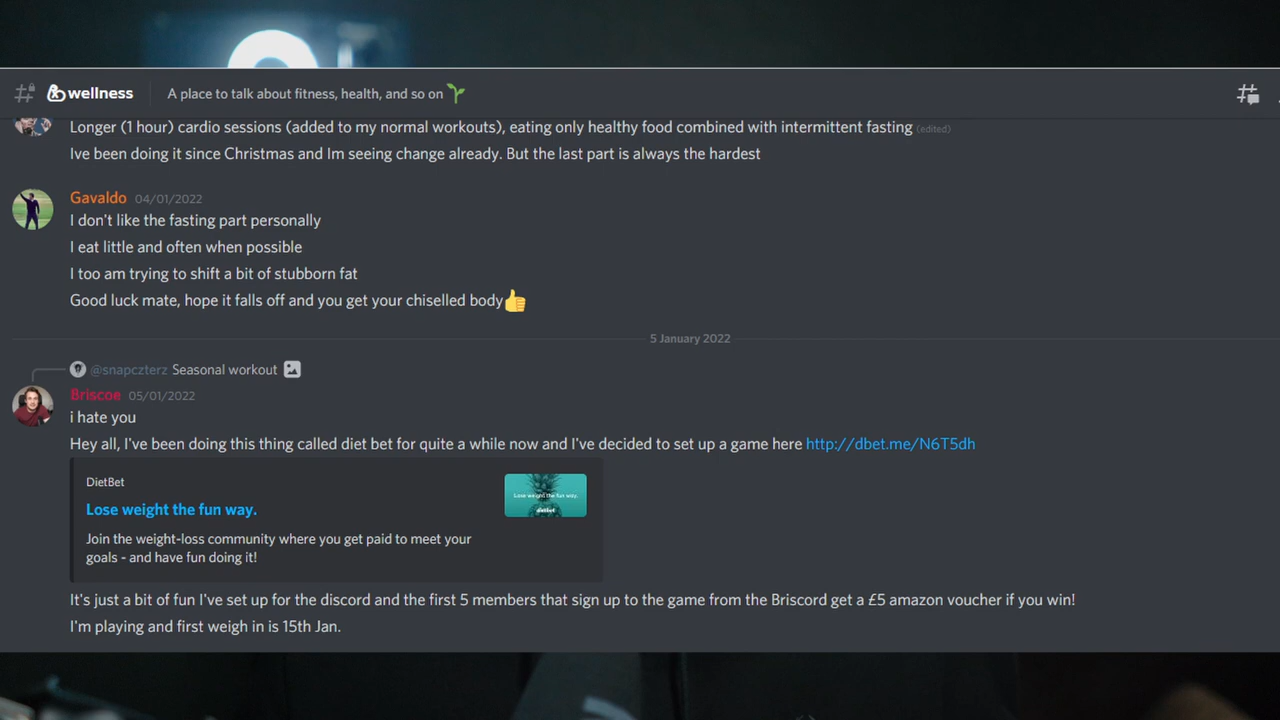 wellness
A place to talk about fitness, health, and so on
Longer (1 hour) cardio sessions (added to my normal workouts), eating only healthy food combined with intermittent fasting (edited)
Ive been doing it since Christmas and Im seeing change already. But the last part is always the hardest
Gavaldo 04/01/2022
I don't like the fasting part personally
I eat little and often when possible
I too am trying to shift a bit of stubborn fat
Good luck mate, hope it falls off and you get your chiselled body👍
5 January 2022
@snapczterz Seasonal workout
Briscoe 05/01/2022
i hate you
Hey all, I've been doing this thing called diet bet for quite a while now and I've decided to set up a game here http://dbet.me/N6T5dh
DietBet
Lose weight the fun way.
Lose weight the fun way.
dietbet
Join the weight-loss community where you get paid to meet your
goals - and have fun doing it!
It's just a bit of fun I've set up for the discord and the first 5 members that sign up to the game from the Briscord get a £5 amazon voucher if you win!
I'm playing and first weigh in is 15th Jan.